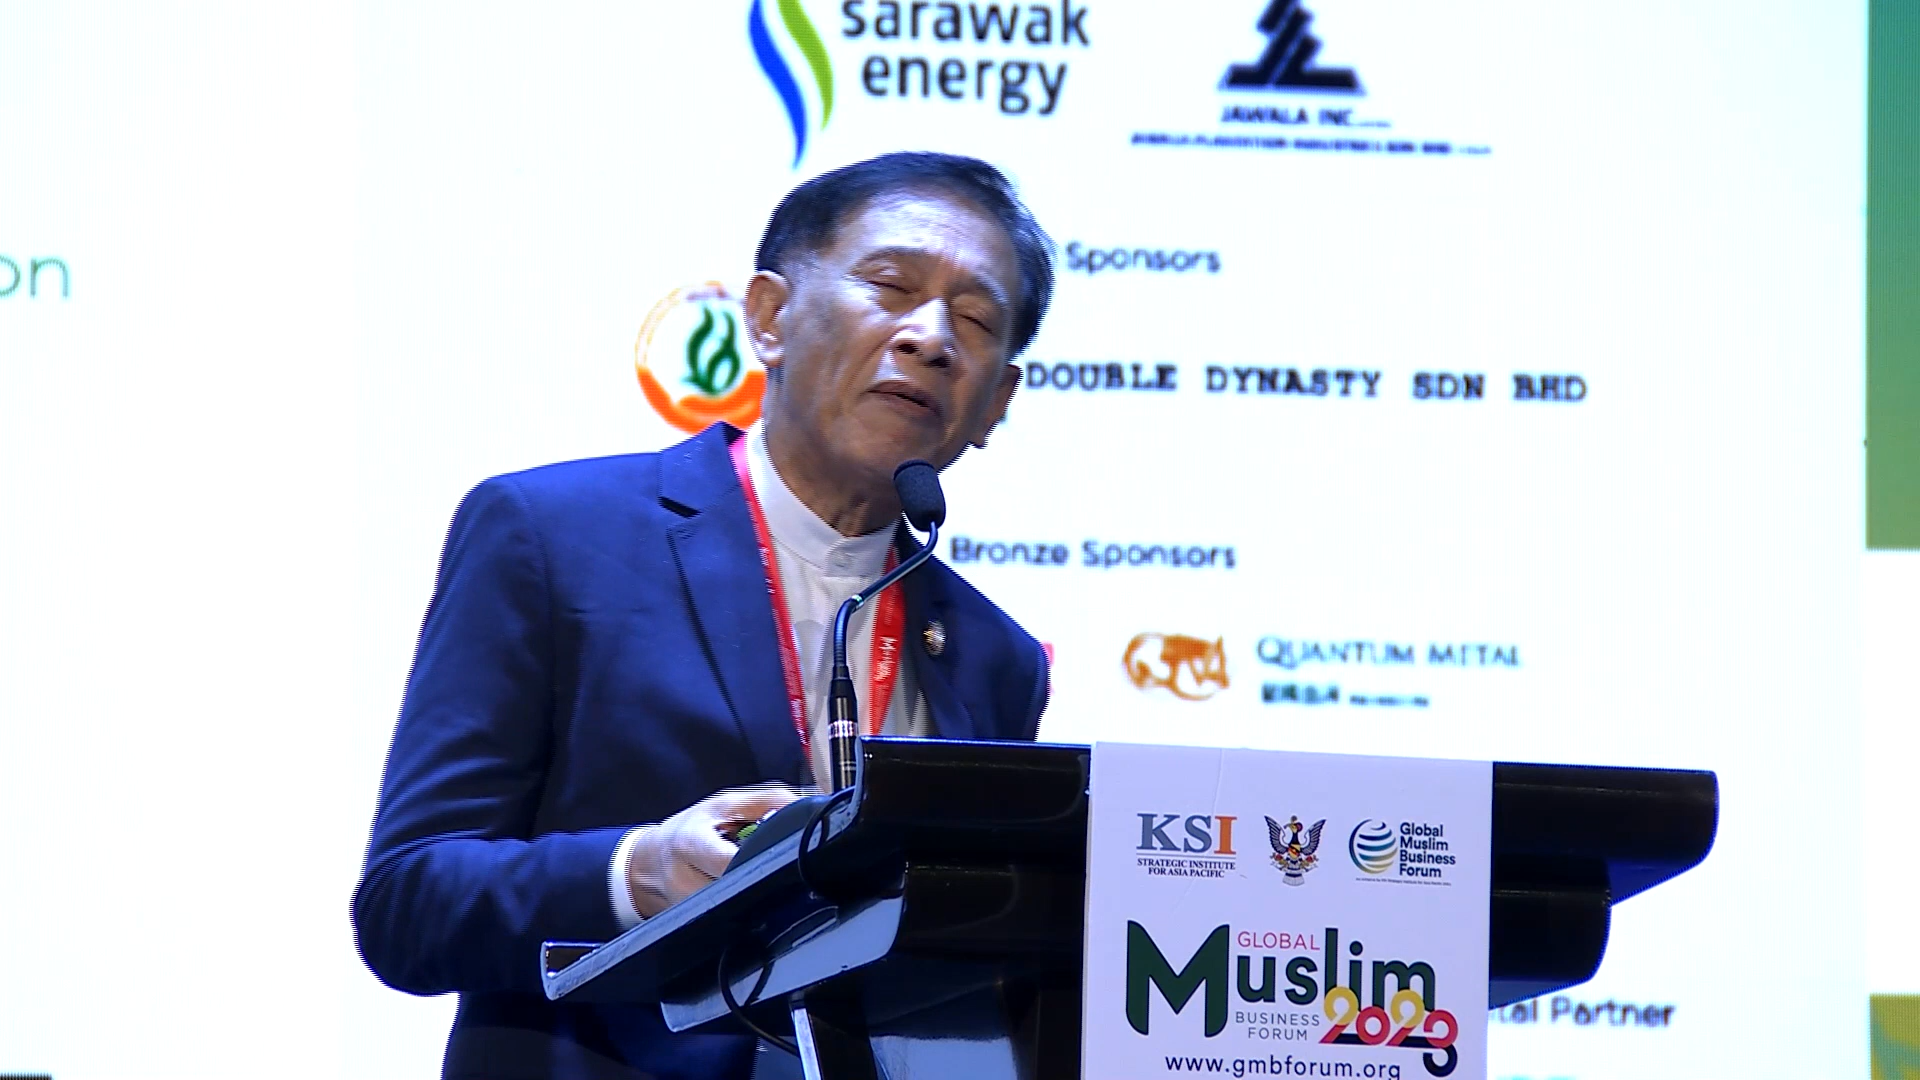 sarawak
energy
JAWALA INC
on
Sponsors
DOUBLE DYNASTY SDN BHD
Bronze Sponsors
QUANTUM METAL
KSI
STRATEGIC INSTITUTE
FOR ASIA PACIFIC
Global
Muslim
Business
Forum
GLOBAL
Muslim
BUSINESS
FORUM
2023
www.gmbforum.org
tal Partner